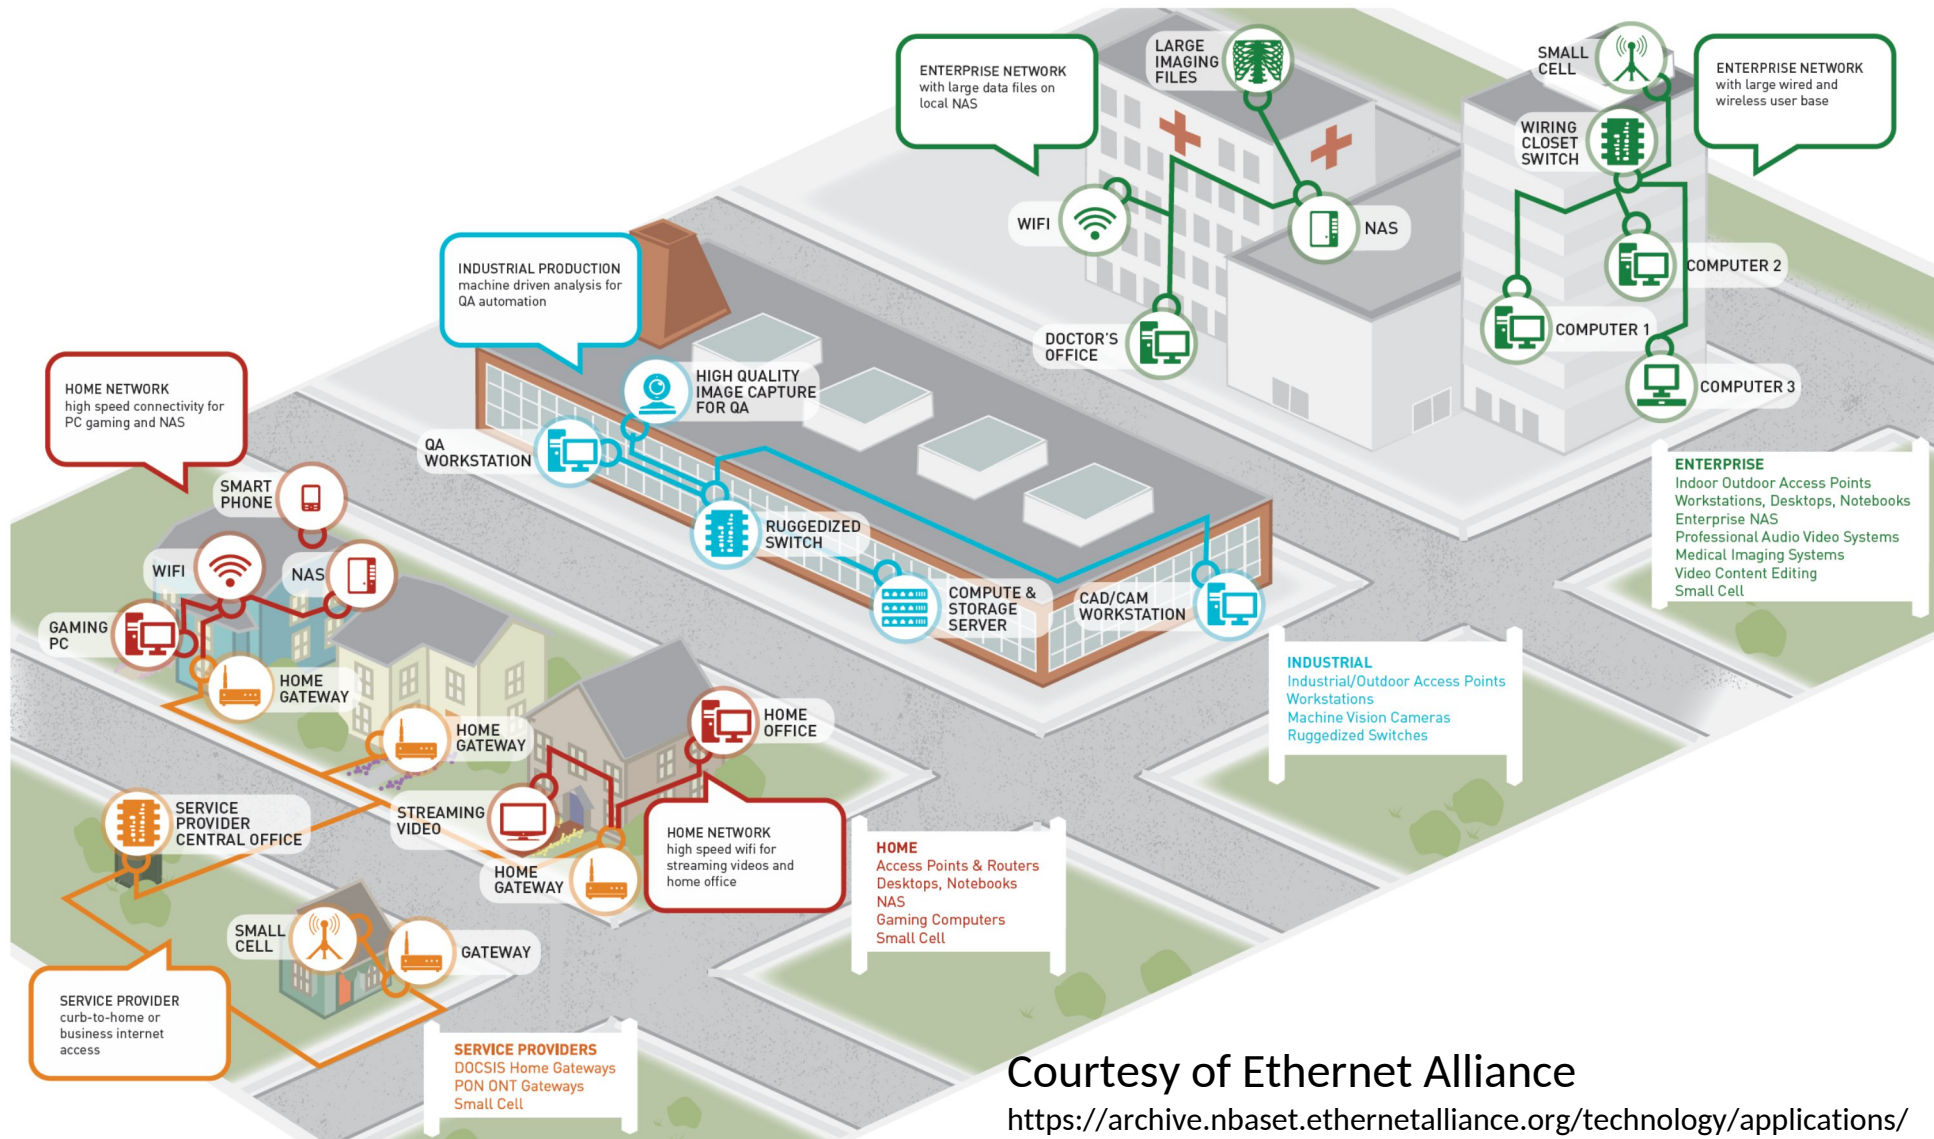 ENTERPRISE NETWORK
with large data files on
local NAS
LARGE
IMAGING
FILES
SMALL
CELL
ENTERPRISE NETWORK
with large wired and
wireless user base
WIRING
CLOSET
SWITCH
WIFI
NAS
COMPUTER 2
DOCTOR'S
OFFICE
COMPUTER 1
COMPUTER 3
INDUSTRIAL PRODUCTION
machine driven analysis for
QA automation
HIGH QUALITY
IMAGE CAPTURE
FOR QA
QA
WORKSTATION
RUGGEDIZED
SWITCH
COMPUTE &
STORAGE
SERVER
CAD/CAM
WORKSTATION
HOME NETWORK
high speed connectivity for
PC gaming and NAS
SMART
PHONE
WIFI
NAS
GAMING
PC
HOME
GATEWAY
HOME
GATEWAY
HOME
OFFICE
STREAMING
VIDEO
HOME
GATEWAY
HOME NETWORK
high speed wifi for
streaming videos and
home office
SERVICE
PROVIDER
CENTRAL OFFICE
SMALL
CELL
GATEWAY
SERVICE PROVIDER
curb-to-home or
business internet
access
ENTERPRISE
Indoor Outdoor Access Points
Workstations, Desktops, Notebooks
Enterprise NAS
Professional Audio Video Systems
Medical Imaging Systems
Video Content Editing
Small Cell
INDUSTRIAL
Industrial/Outdoor Access Points
Workstations
Machine Vision Cameras
Ruggedized Switches
HOME
Access Points & Routers
Desktops, Notebooks
NAS
Gaming Computers
Small Cell
SERVICE PROVIDERS
DOCSIS Home Gateways
PON ONT Gateways
Small Cell
Courtesy of Ethernet Alliance
https://archive.nbaset.ethernetalliance.org/technology/applications/